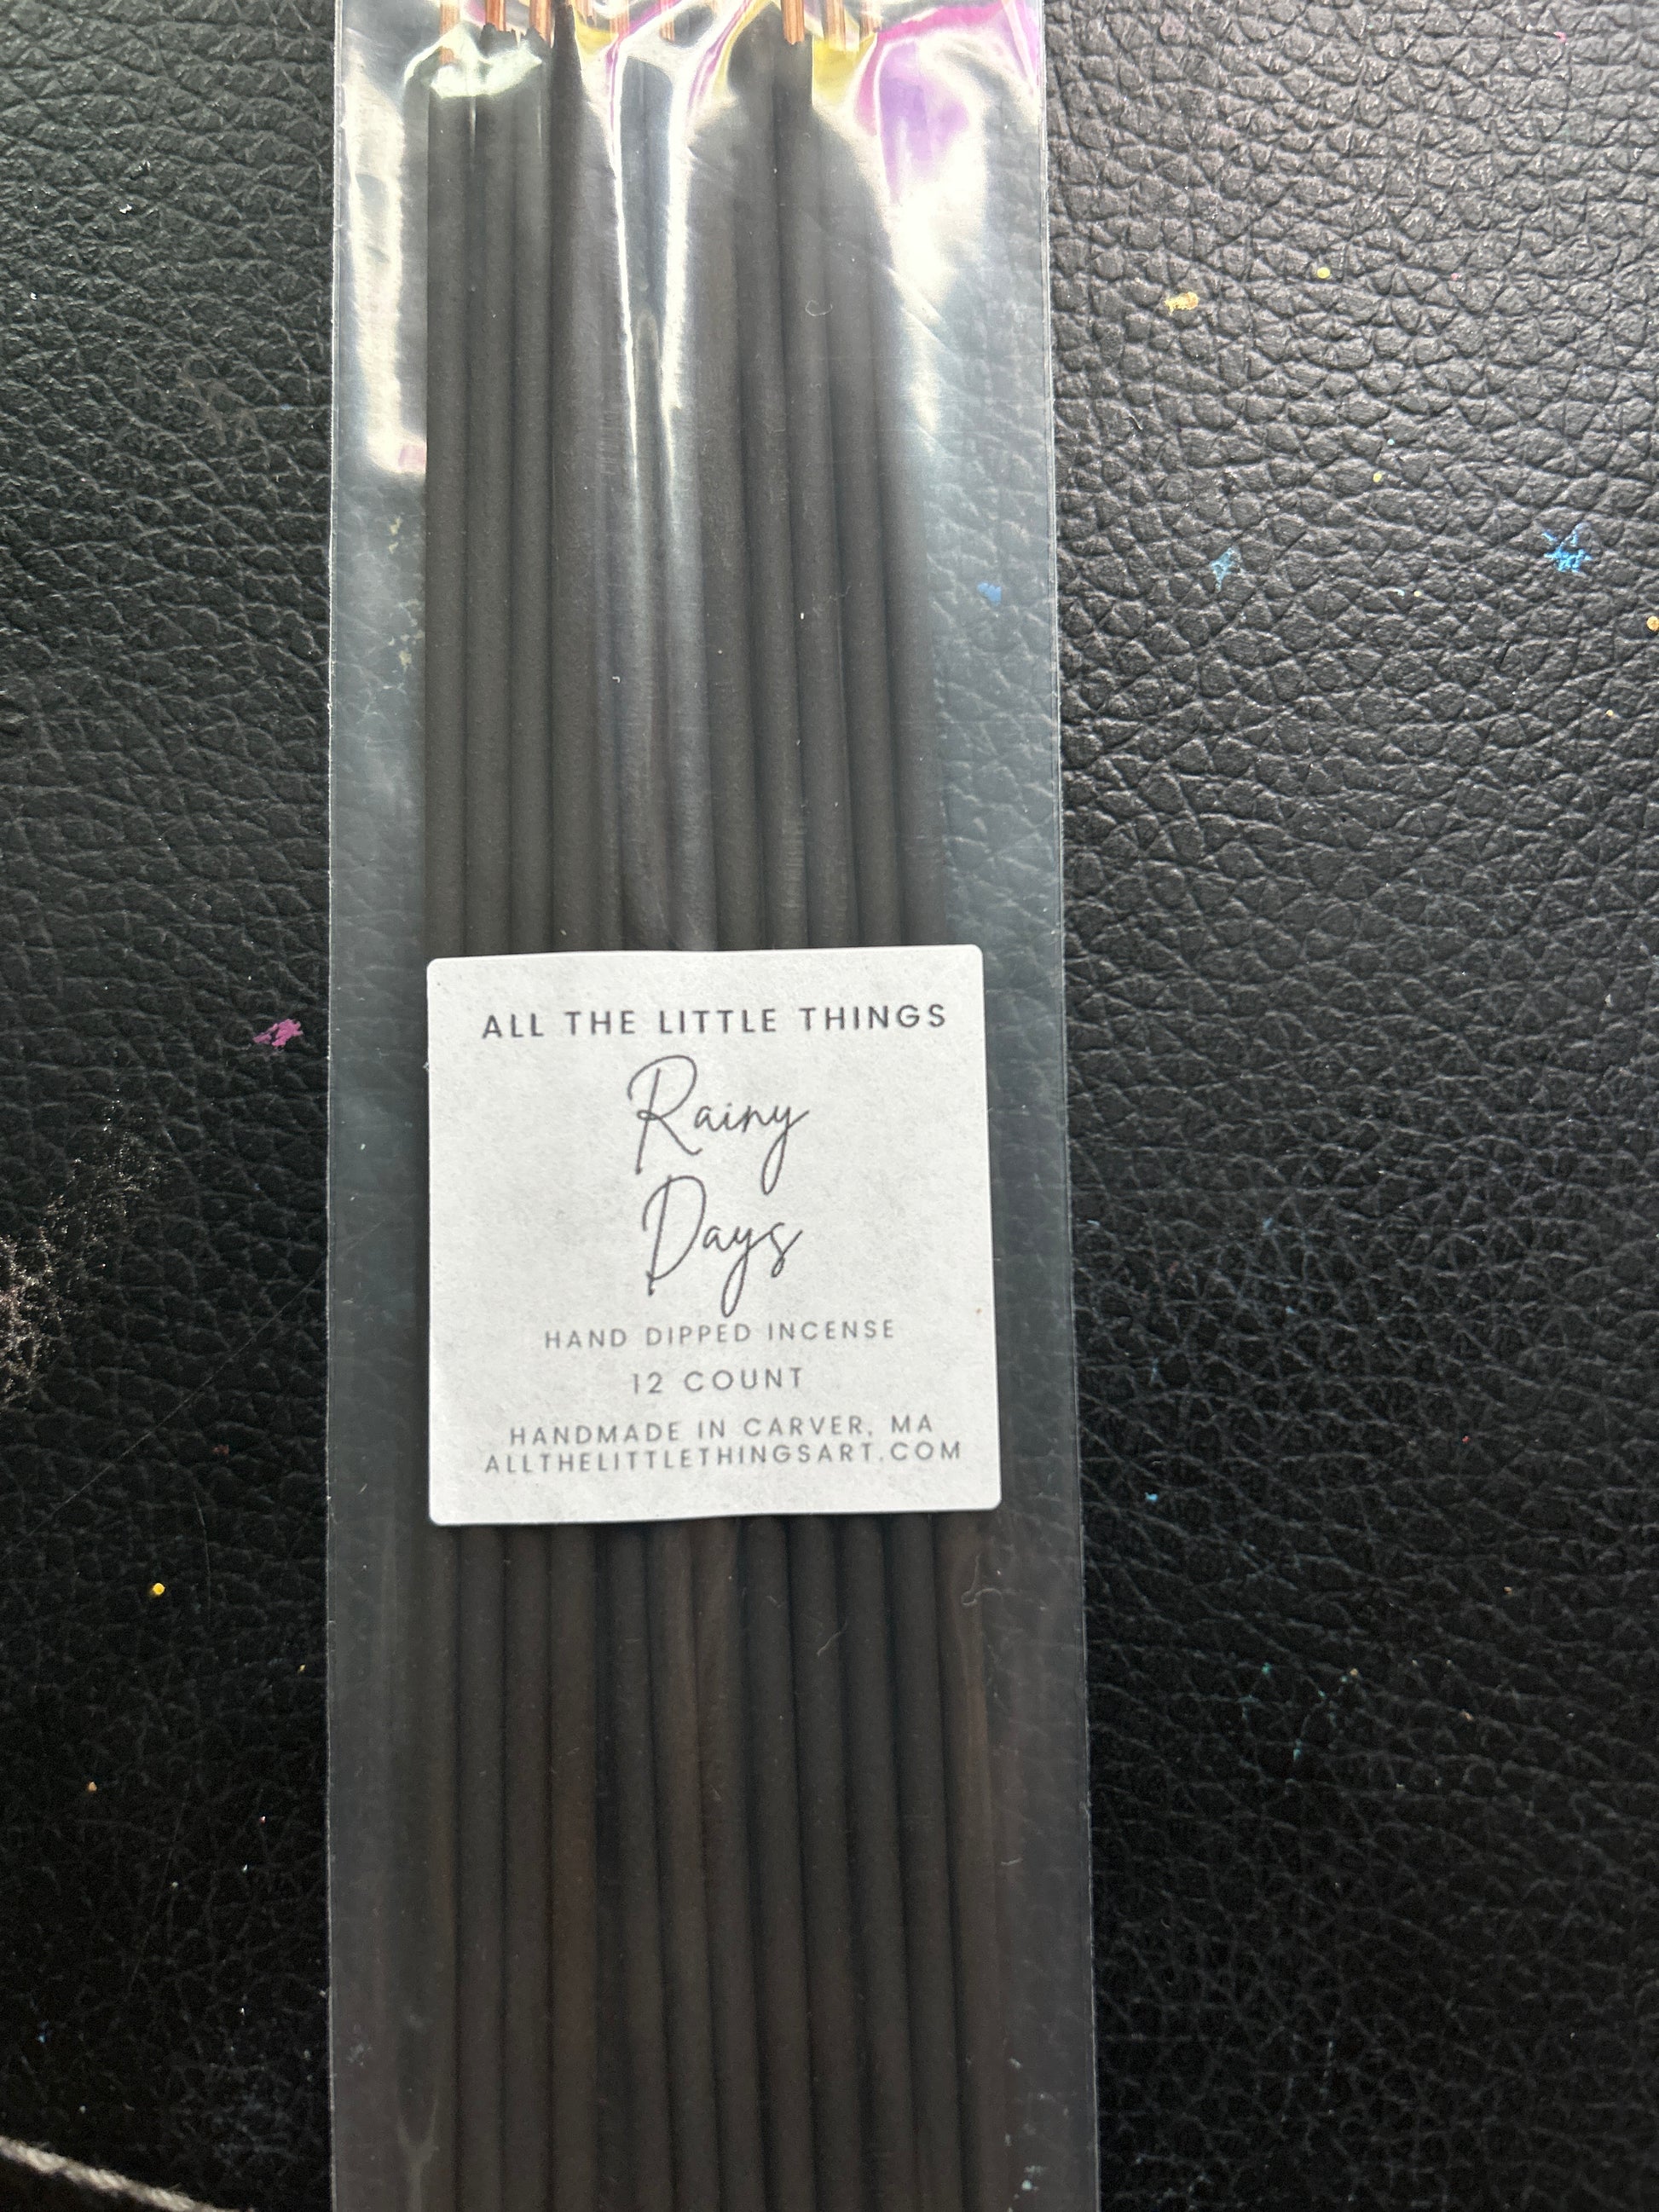 ALL THE LITTLE THINGS
Rainy
Days
HAND DIPPED INCENSE
12 COUNT
HANDMADE IN CARVER, MA
ALLTHELITTLETHINGSART.COM